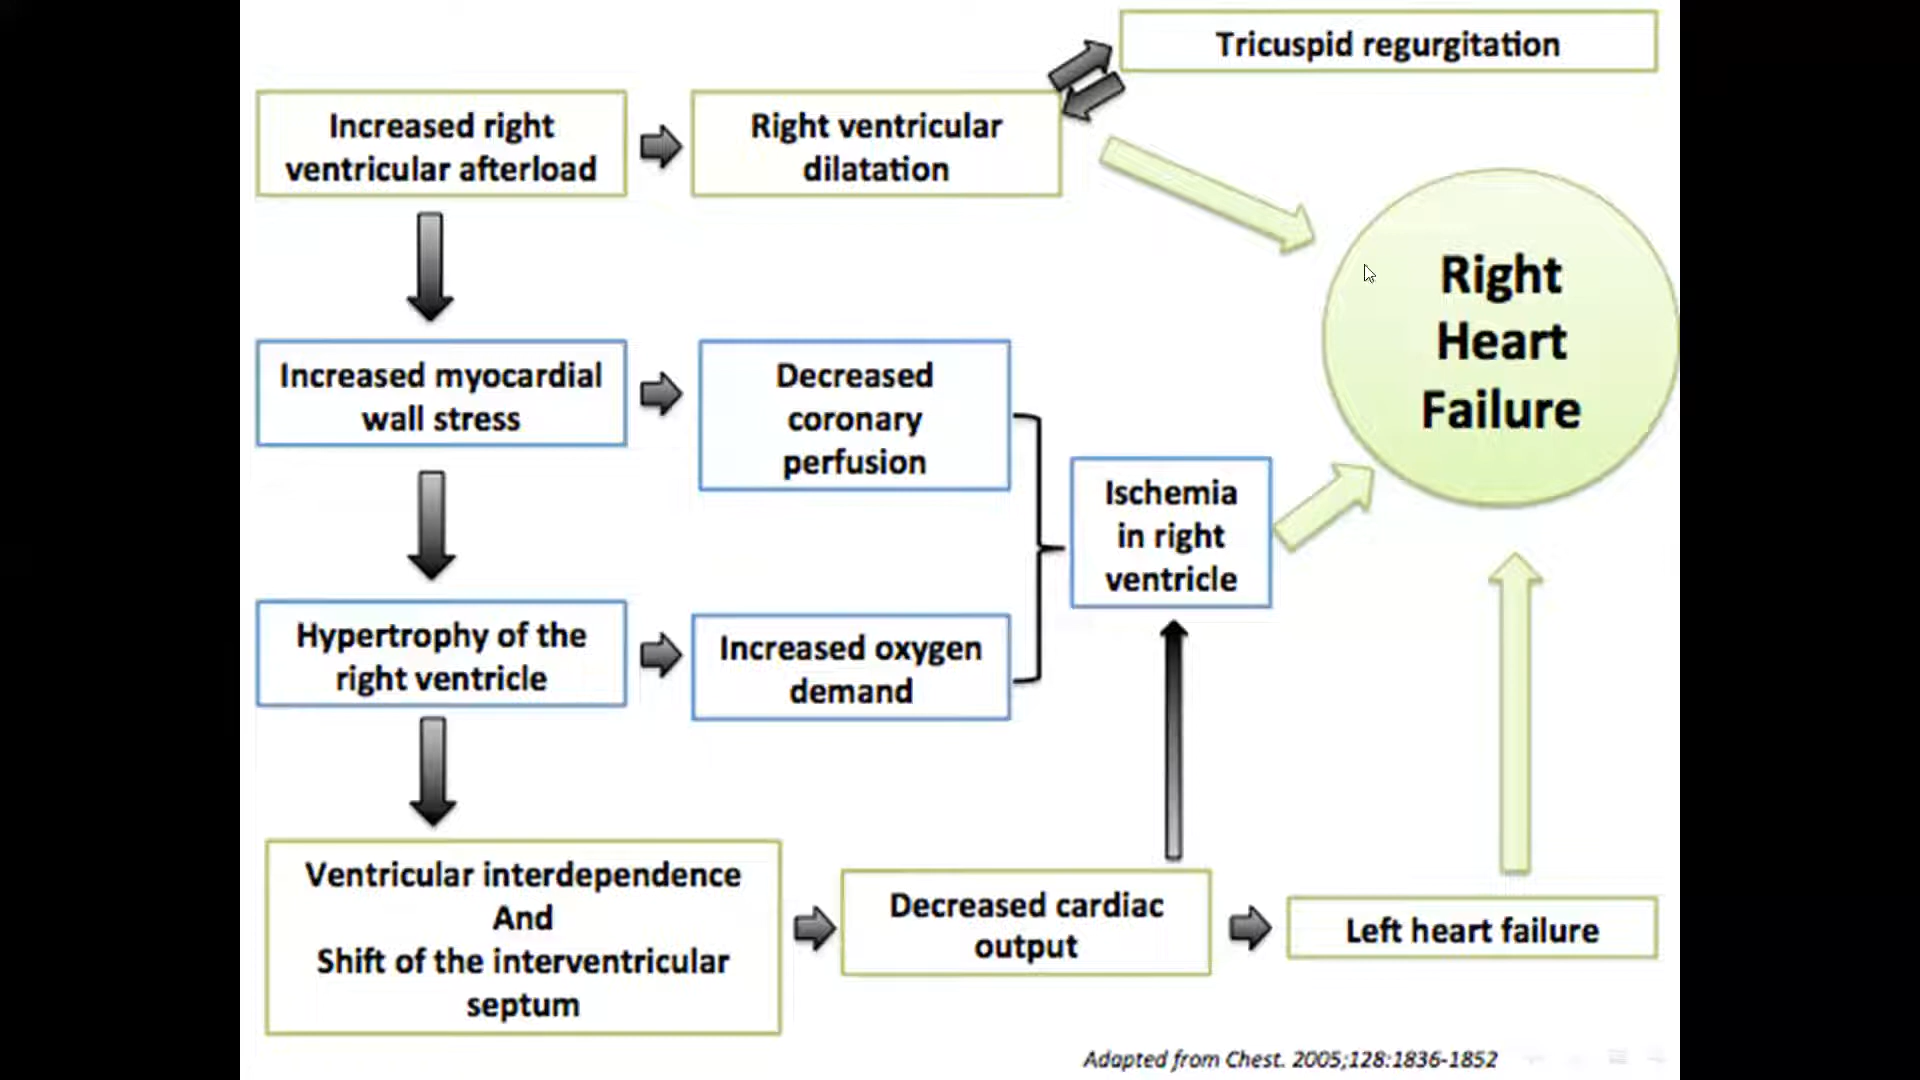 Tricuspid regurgitation
Increased right
ventricular afterload
Right ventricular
dilatation
Right
Heart
Failure
Increased myocardial
wall stress
Decreased
coronary
perfusion
Ischemia
in right
ventricle
Hypertrophy of the
right ventricle
Increased oxygen
demand
Ventricular interdependence
And
Shift of the interventricular
septum
Decreased cardiac
output
Left heart failure
Adapted from Chest. 2005;128:1836-1852